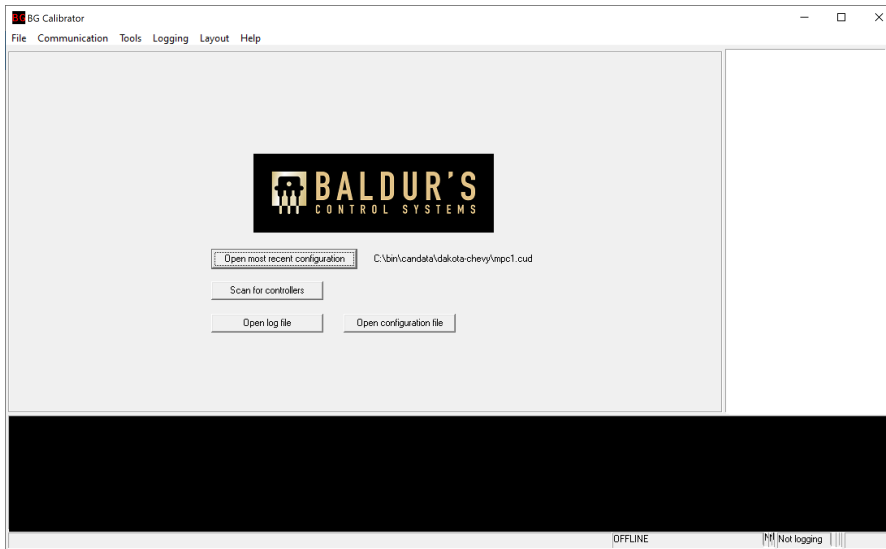 BG BG Calibrator
File Communication Tools Logging Layout Help
BALDUR'S
CONTROL SYSTEMS
Open most recent configuration C:\bin\candata\dakota-chevy\mpc1.cud
Scan for controllers
Open log file Open configuration file
OFFLINE Not logging